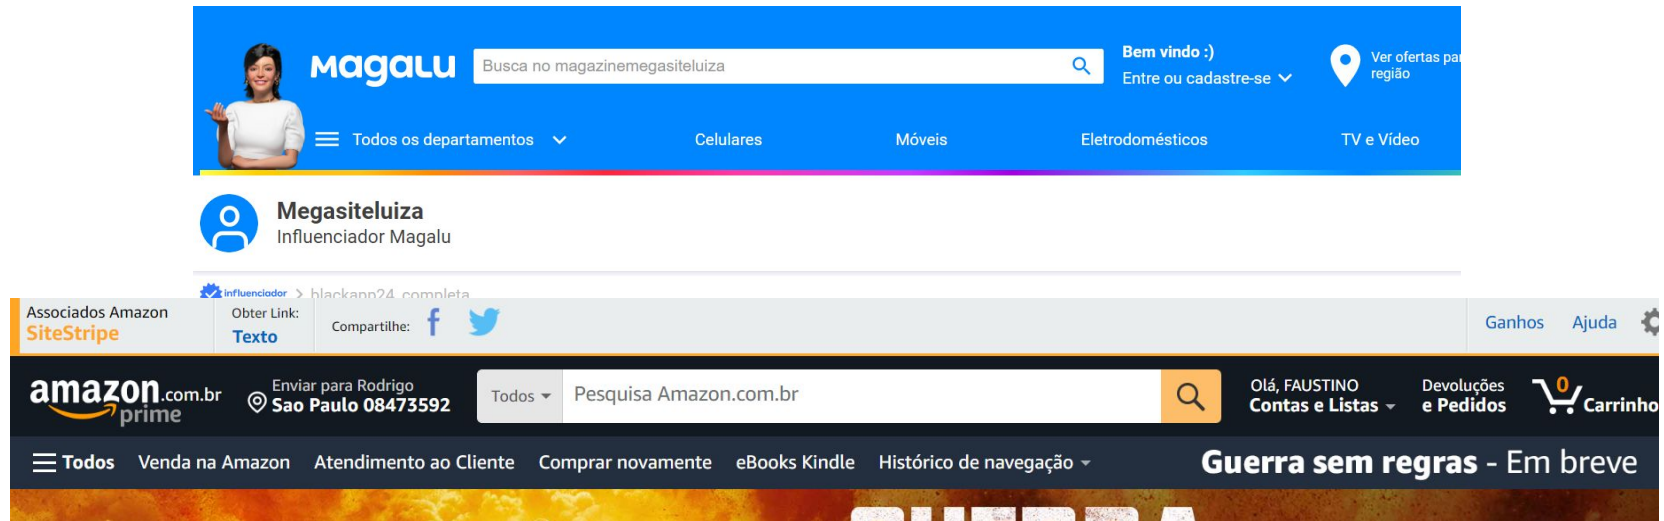 Magalu
Busca no magazinemegasiteluiza
Bem vindo :)
Entre ou cadastre-se
Ver ofertas par
região
Todos os departamentos
Celulares
Móveis
Eletrodomésticos
TV e Vídeo
Megasiteluiza
Influenciador Magalu
influenciador > blackapp24_completa
Associados Amazon
SiteStripe
Obter Link:
Texto
Compartilhe:
Ganhos
Ajuda
amazon.com.br
prime
Enviar para Rodrigo
Sao Paulo 08473592
Todos
Pesquisa Amazon.com.br
Olá, FAUSTINO
Contas e Listas
Devoluções
e Pedidos
0
Carrinho
Todos
Venda na Amazon
Atendimento ao Cliente
Comprar novamente
eBooks Kindle
Histórico de navegação
Guerra sem regras - Em breve
GUERRA